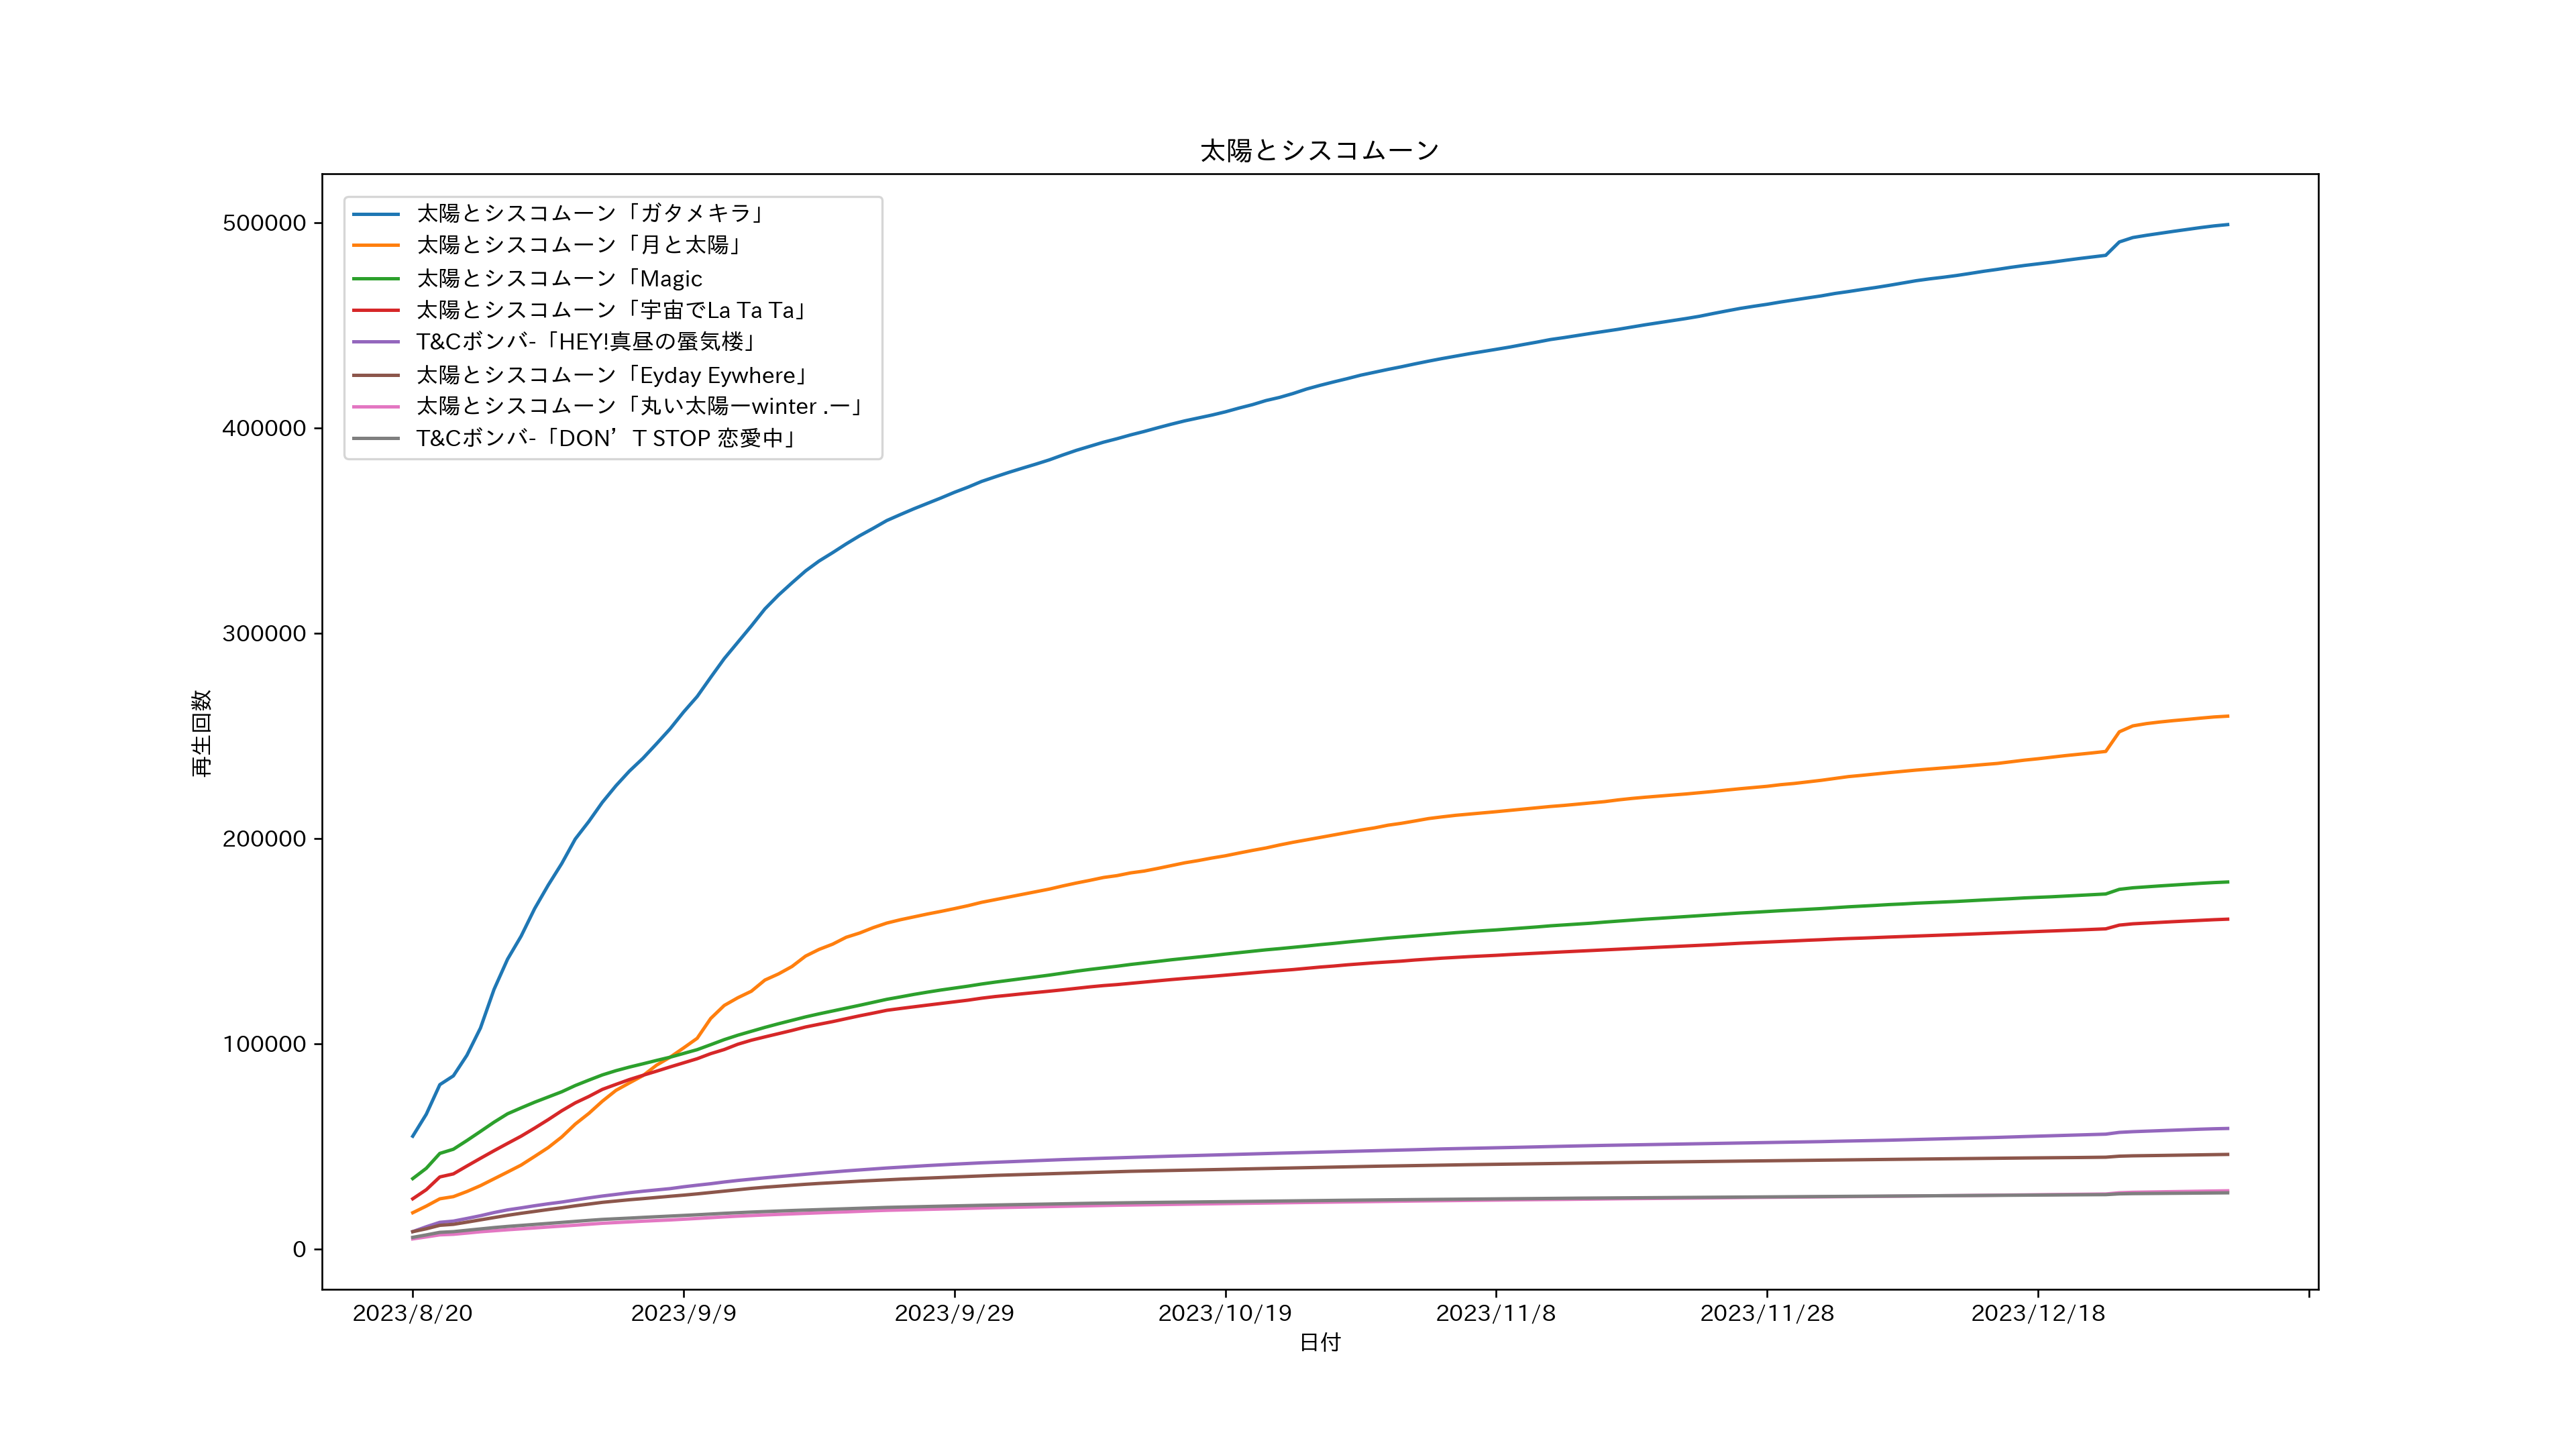 太陽とシスコムーン
太陽とシスコムーン「ガタメキラ」
太陽とシスコムーン「月と太陽」
太陽とシスコムーン「Magic
太陽とシスコムーン「宇宙でLa Ta Ta」
T&Cボンバ-「HEY!真昼の蜃気楼」
太陽とシスコムーン「Eyday Eywhere」
太陽とシスコムーン「丸い太陽ーwinter .ー」
T&Cボンバ-「DON’T STOP 恋愛中」
500000
400000
300000
200000
100000
0
再生回数
2023/8/20 2023/9/9 2023/9/29 2023/10/19 2023/11/8 2023/11/28 2023/12/18
日付